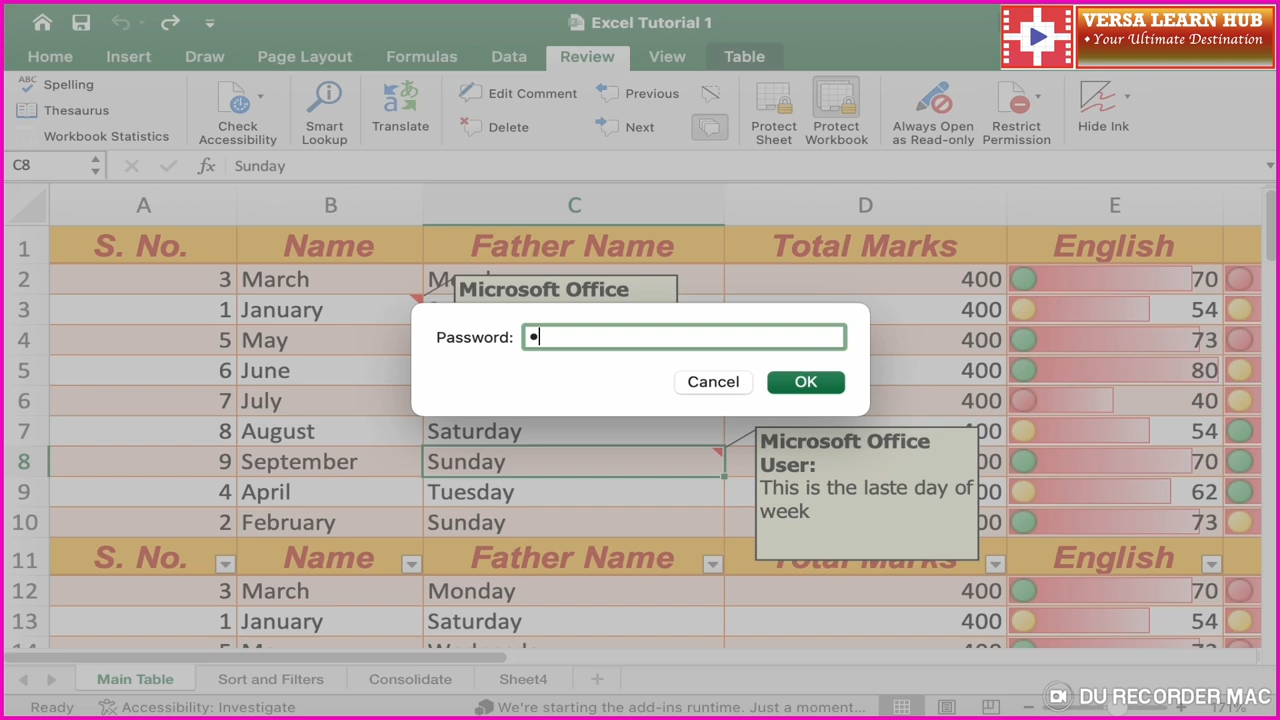 Excel Tutorial 1
VERSA LEARN HUB
• Your Ultimate Destination
Home Insert Draw Page Layout Formulas Data Review View Table
ABC Spelling
Thesaurus
Workbook Statistics
Check Accessibility
Smart Lookup
Translate
Edit Comment
Delete
Previous
Next
Protect Sheet
Protect Workbook
Always Open as Read-only
Restrict Permission
Hide Ink
C8 fx Sunday
A B C D E
1 S. No. Name Father Name Total Marks English
2 3 March 400 70
Microsoft Office
3 1 January 400 54
4 5 May 400 73
Password: •
5 6 June 400 80
Cancel OK
6 7 July 400 40
7 8 August Saturday 54
8 9 September Sunday 70
9 4 April Tuesday 62
10 2 February Sunday 73
Microsoft Office
User:
This is the laste day of
week
11 S. No. Name Father Name English
12 3 March Monday 400 70
13 1 January Saturday 400 54
14
Main Table Sort and Filters Consolidate Sheet4 +
Ready Accessibility: Investigate We're starting the add-ins runtime. Just a moment... 171%
DU RECORDER MAC